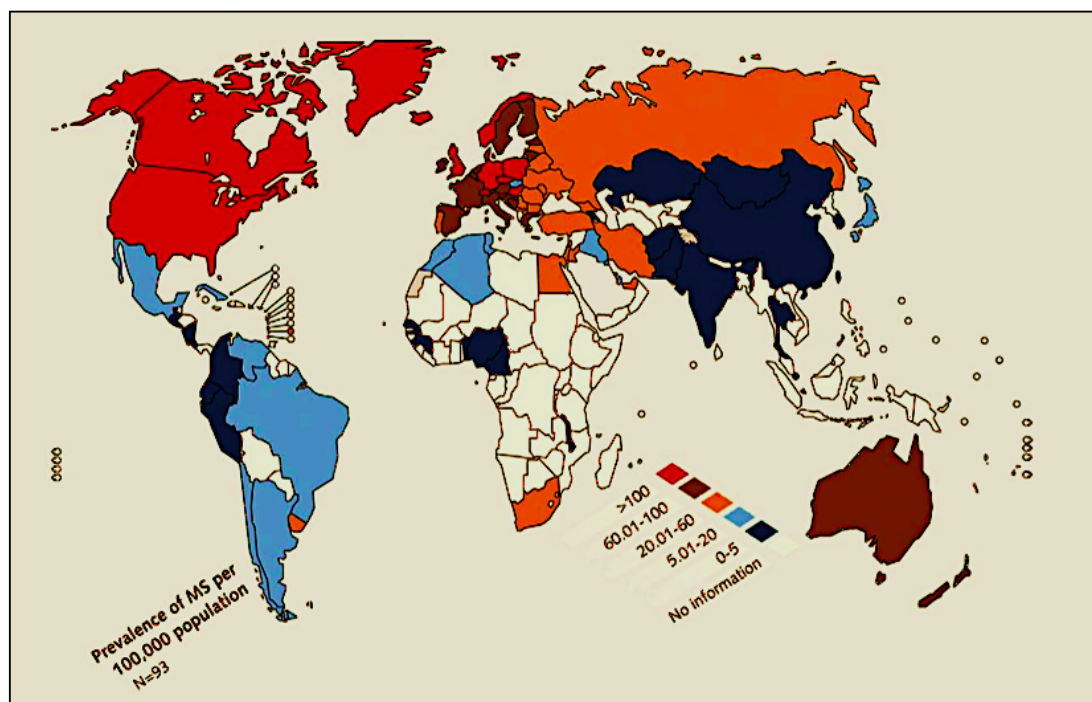 >100
60.01-100
20.01-60
5.01-20
0-5
No information
Prevalence of MS per
100,000 population
N=93